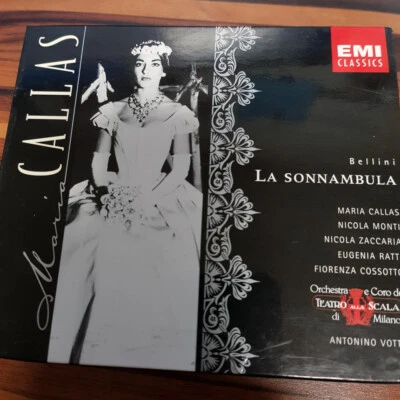 Maria CALLAS
EMI
CLASSICS
Bellini
LA SONNAMBULA
MARIA CALLAS
NICOLA MONTI
NICOLA ZACCARIA
EUGENIA RATTI
FIORENZA COSSOTTO
Orchestra e Coro del
TEATRO ALLA SCALA
di Milano
ANTONINO VOTTO